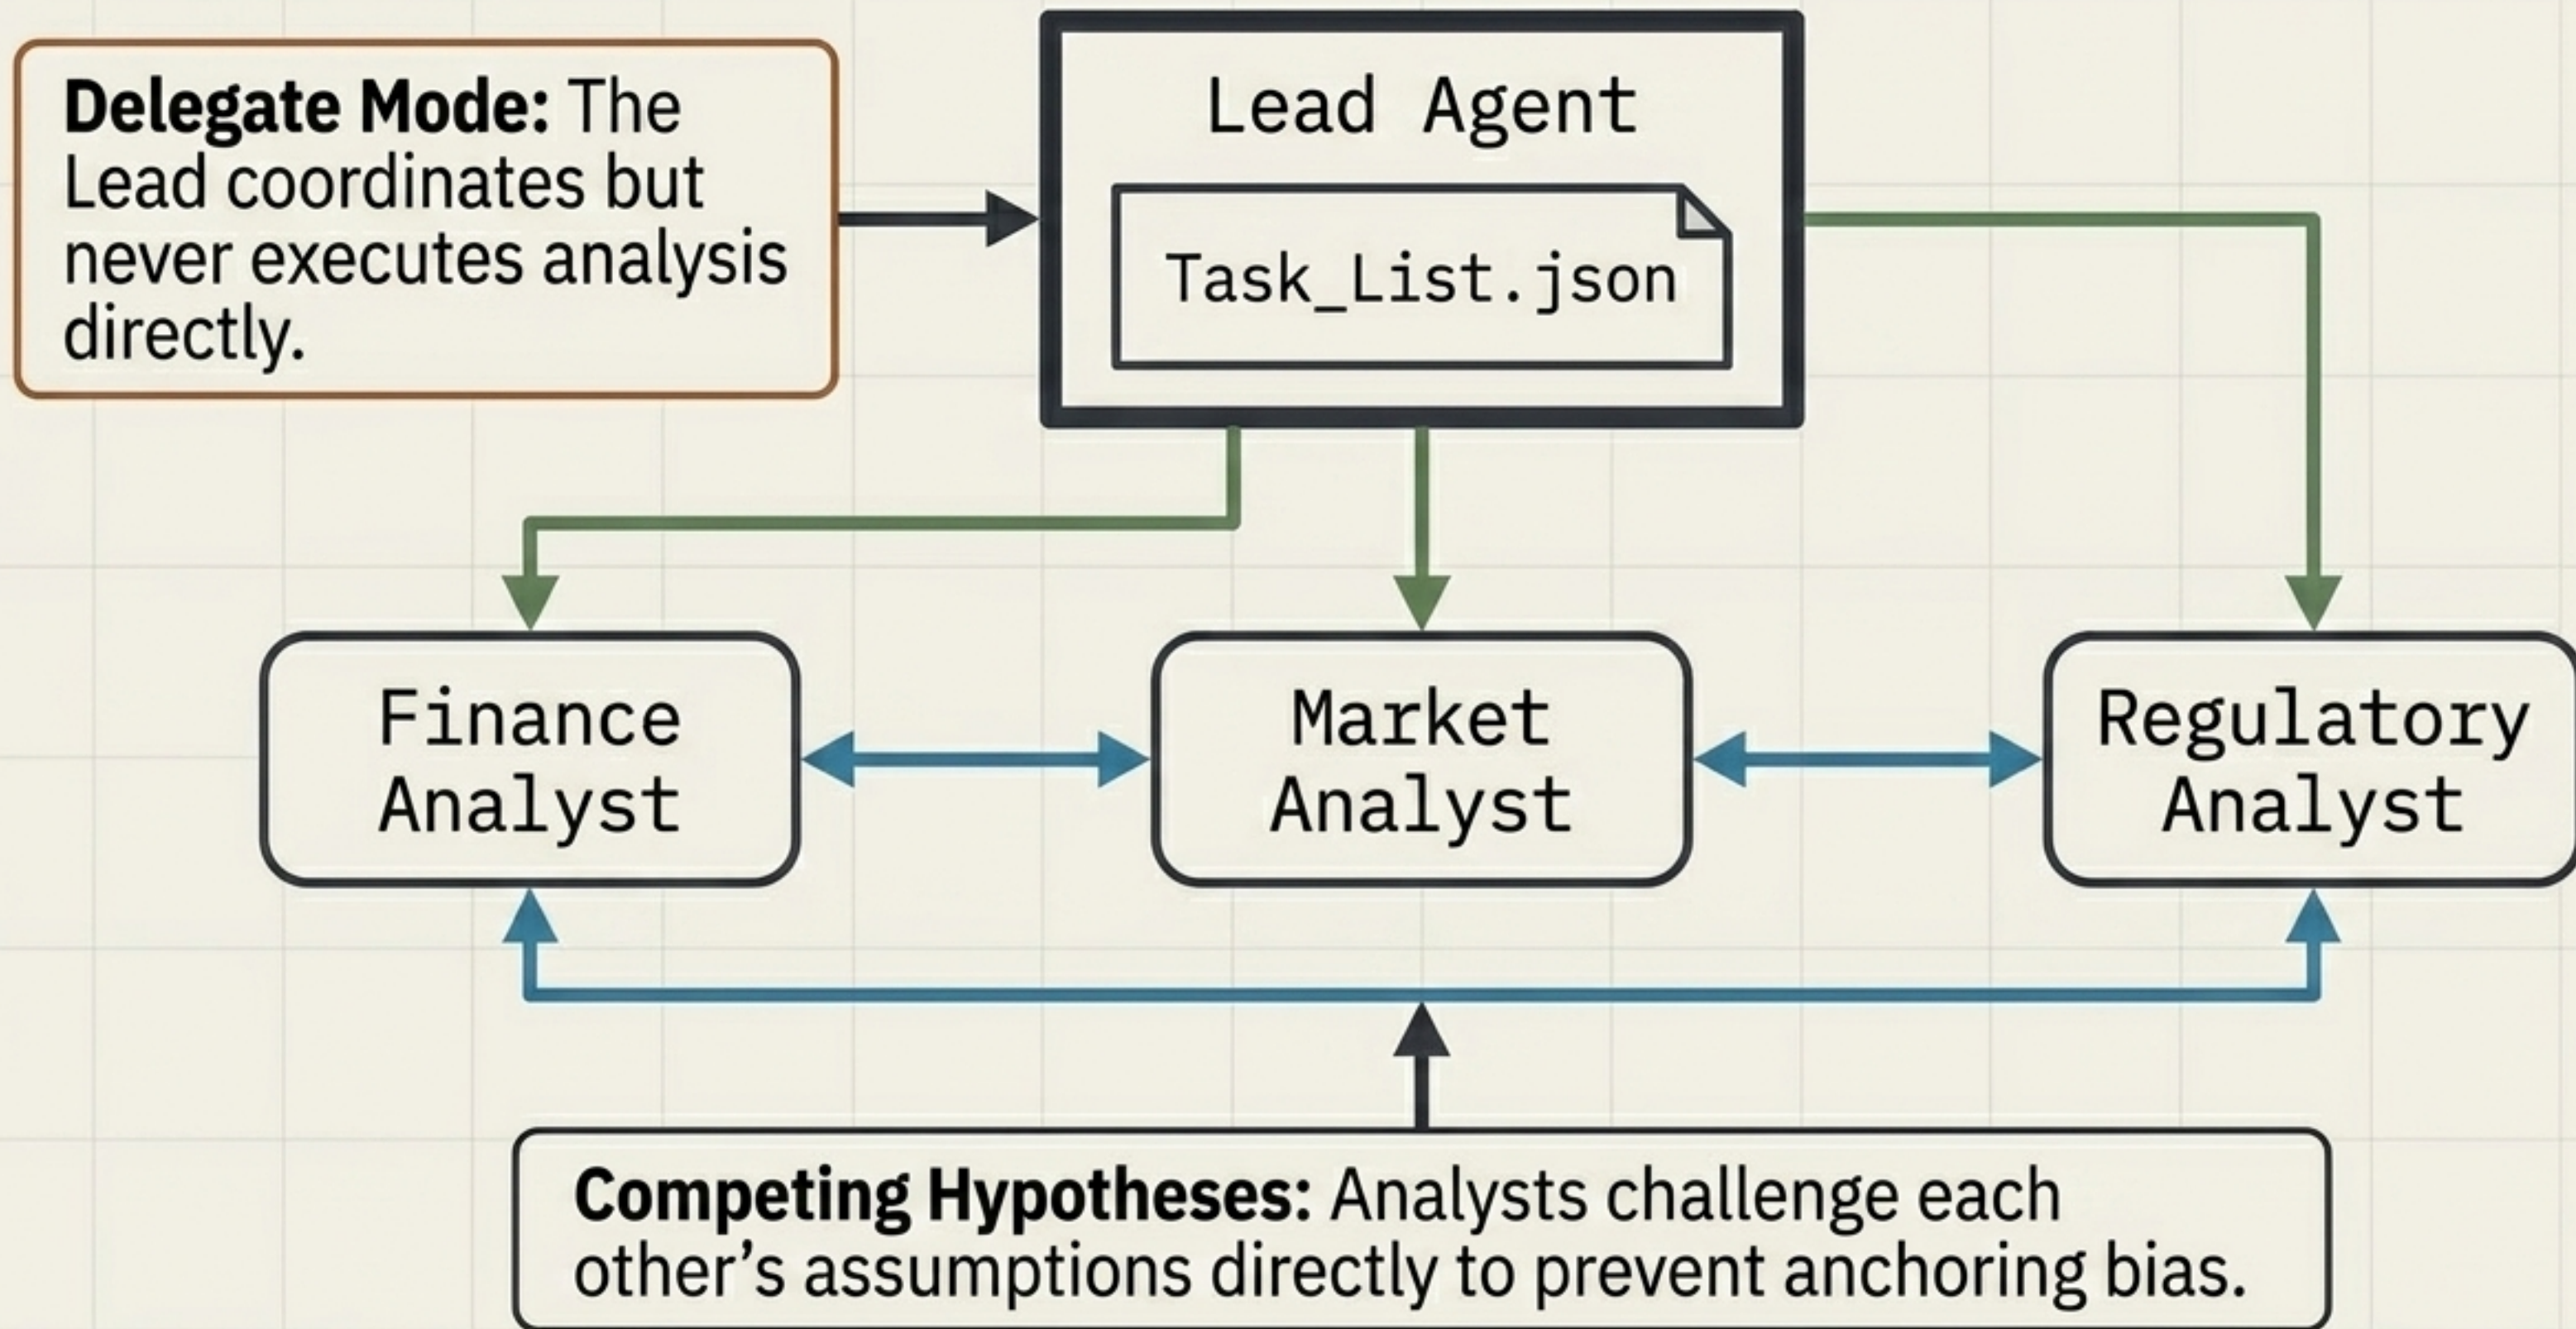 Delegate Mode: The
Lead coordinates but
never executes analysis
directly.
Lead Agent
Task_List.json
Finance
Analyst
Market
Analyst
Regulatory
Analyst
Competing Hypotheses: Analysts challenge each
other’s assumptions directly to prevent anchoring bias.